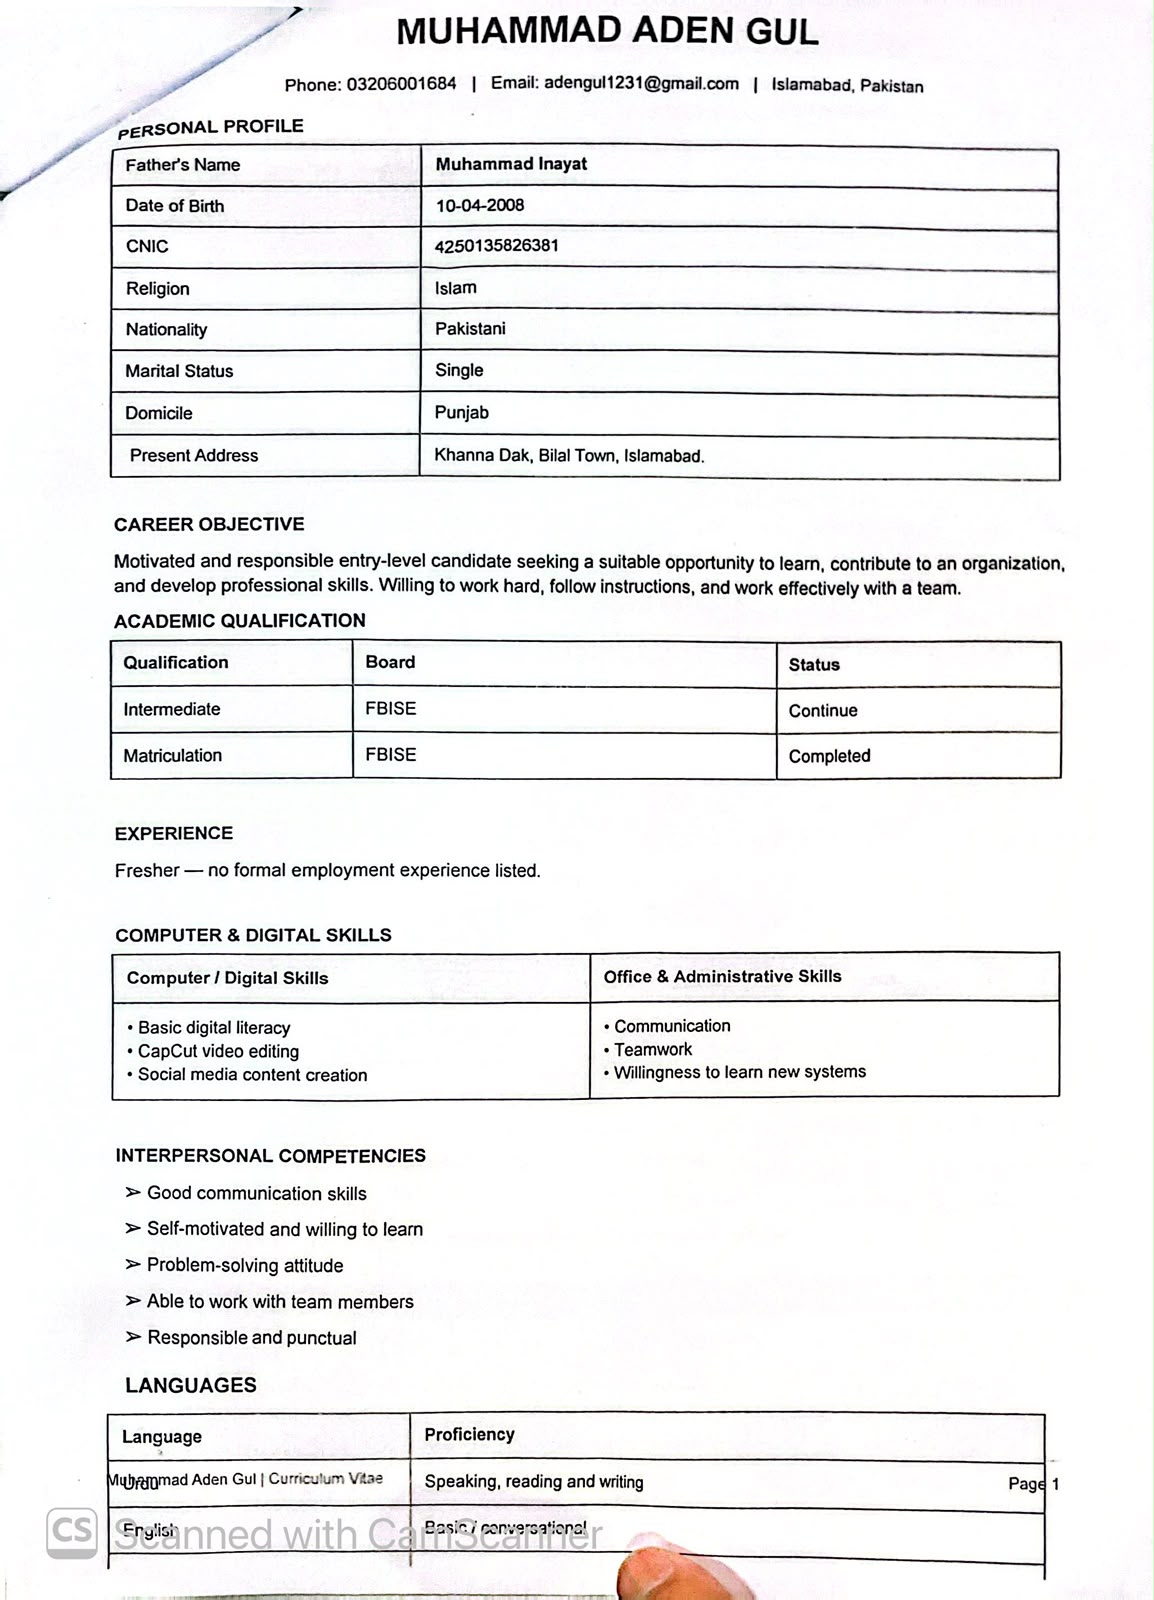 MUHAMMAD ADEN GUL
Phone: 03206001684 | Email: adengul1231@gmail.com | Islamabad, Pakistan
PERSONAL PROFILE
Father's Name Muhammad Inayat
Date of Birth 10-04-2008
CNIC 4250135826381
Religion Islam
Nationality Pakistani
Marital Status Single
Domicile Punjab
Present Address Khanna Dak, Bilal Town, Islamabad.
CAREER OBJECTIVE
Motivated and responsible entry-level candidate seeking a suitable opportunity to learn, contribute to an organization,
and develop professional skills. Willing to work hard, follow instructions, and work effectively with a team.
ACADEMIC QUALIFICATION
Qualification Board Status
Intermediate FBISE Continue
Matriculation FBISE Completed
EXPERIENCE
Fresher — no formal employment experience listed.
COMPUTER & DIGITAL SKILLS
Computer / Digital Skills Office & Administrative Skills
• Basic digital literacy • Communication
• CapCut video editing • Teamwork
• Social media content creation • Willingness to learn new systems
INTERPERSONAL COMPETENCIES
➢ Good communication skills
➢ Self-motivated and willing to learn
➢ Problem-solving attitude
➢ Able to work with team members
➢ Responsible and punctual
LANGUAGES
Language Proficiency
Urdu Speaking, reading and writing
Muhammad Aden Gul | Curriculum Vitae Page 1
English Basic / conversational
CS Scanned with CamScanner